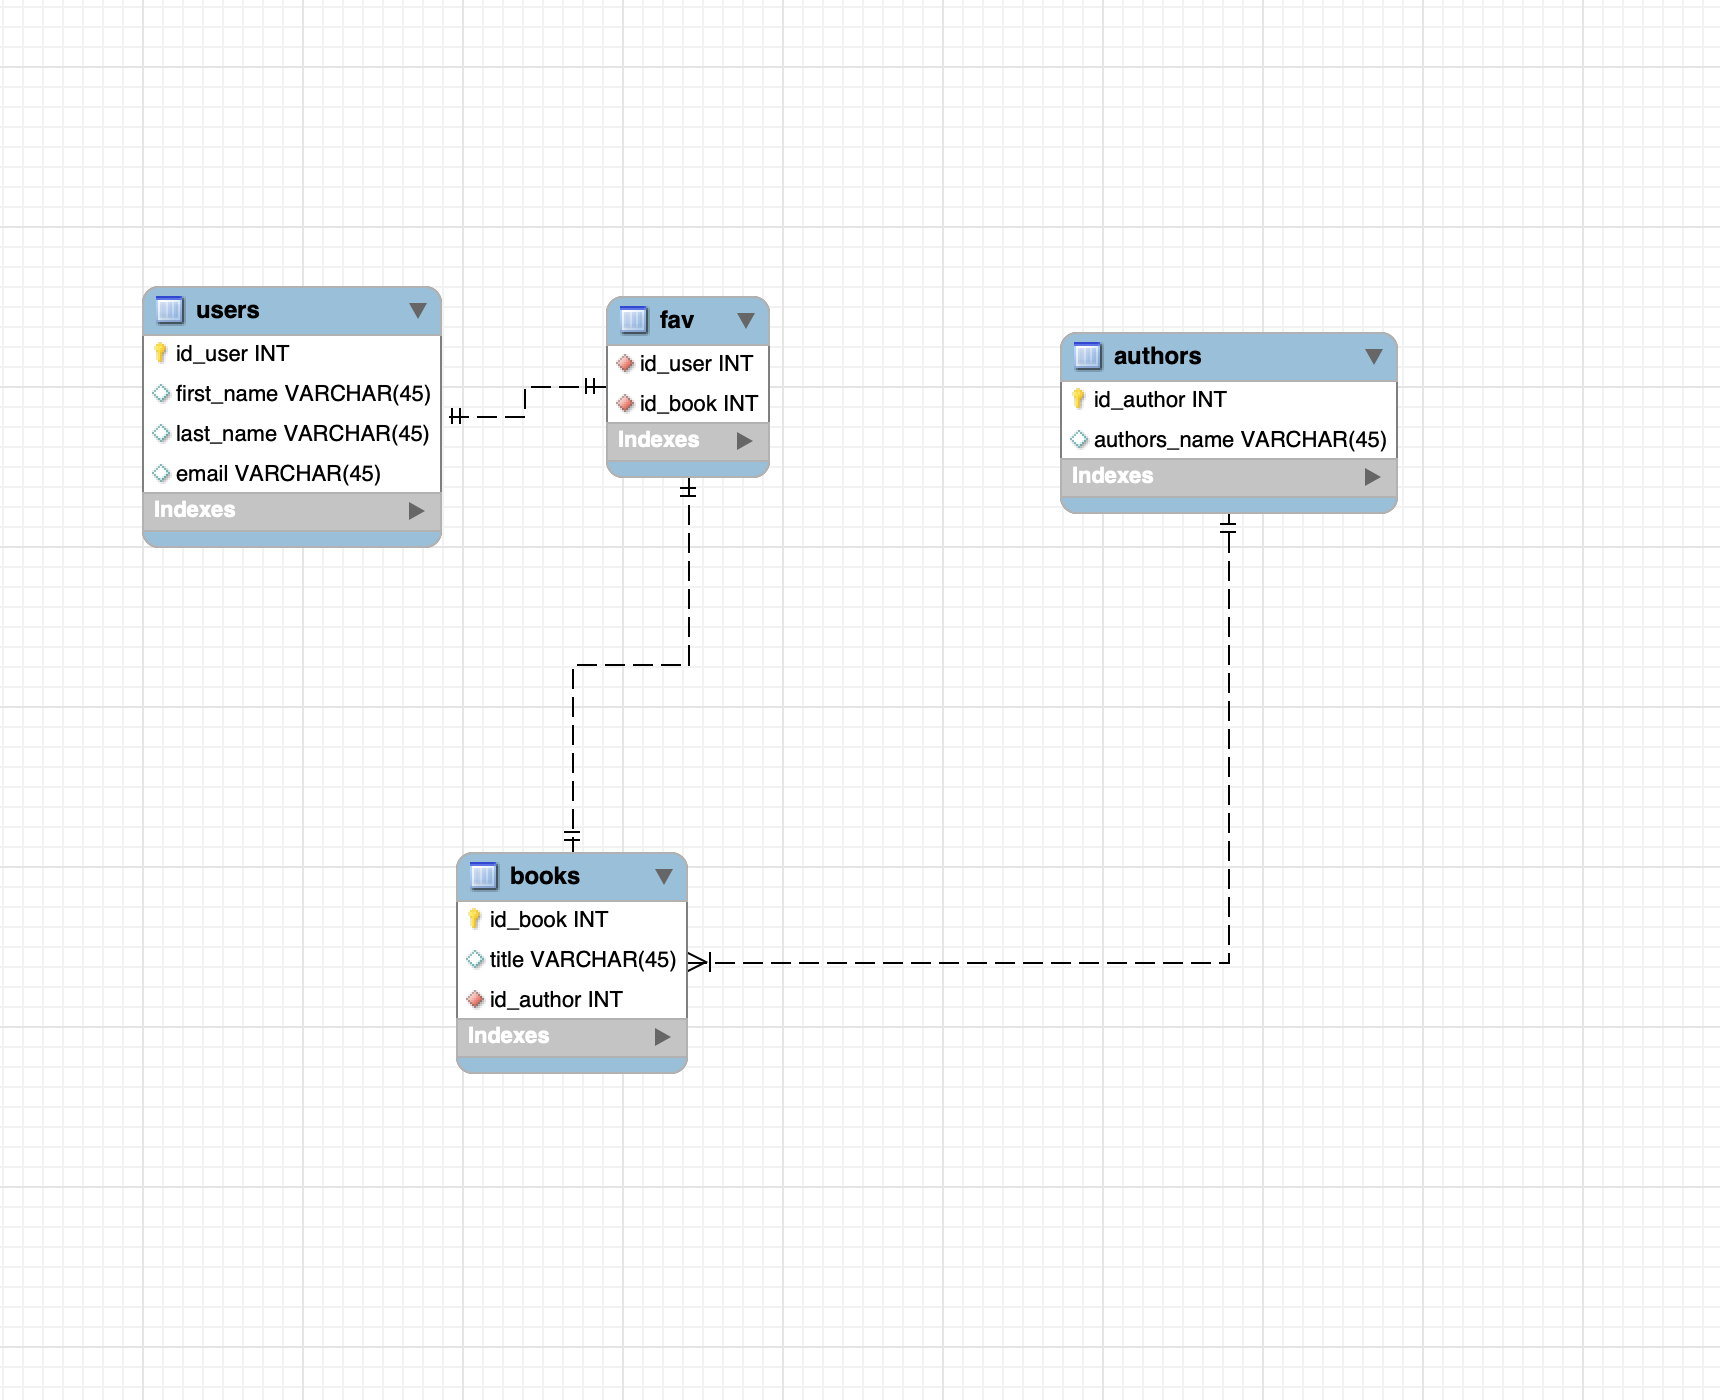 users
id_user INT
first_name VARCHAR(45)
last_name VARCHAR(45)
email VARCHAR(45)
Indexes
fav
id_user INT
id_book INT
Indexes
authors
id_author INT
authors_name VARCHAR(45)
Indexes
books
id_book INT
title VARCHAR(45)
id_author INT
Indexes